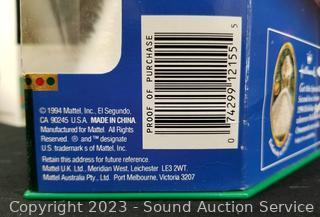 © 1994 Mattel, Inc., El Segundo,
CA 90245 U.S.A. MADE IN CHINA
Manufactured for Mattel. All Rights
Reserved. ® and ™ designate
U.S. trademarks of Mattel, Inc.
Retain this address for future reference.
Mattel U.K. Ltd., Meridian West, Leicester LE3 2WT.
Mattel Australia Pty., Ltd. Port Melbourne, Victoria 3207
PROOF OF PURCHASE
0 74299 12155 5
Copyright 2023 - Sound Auction Service